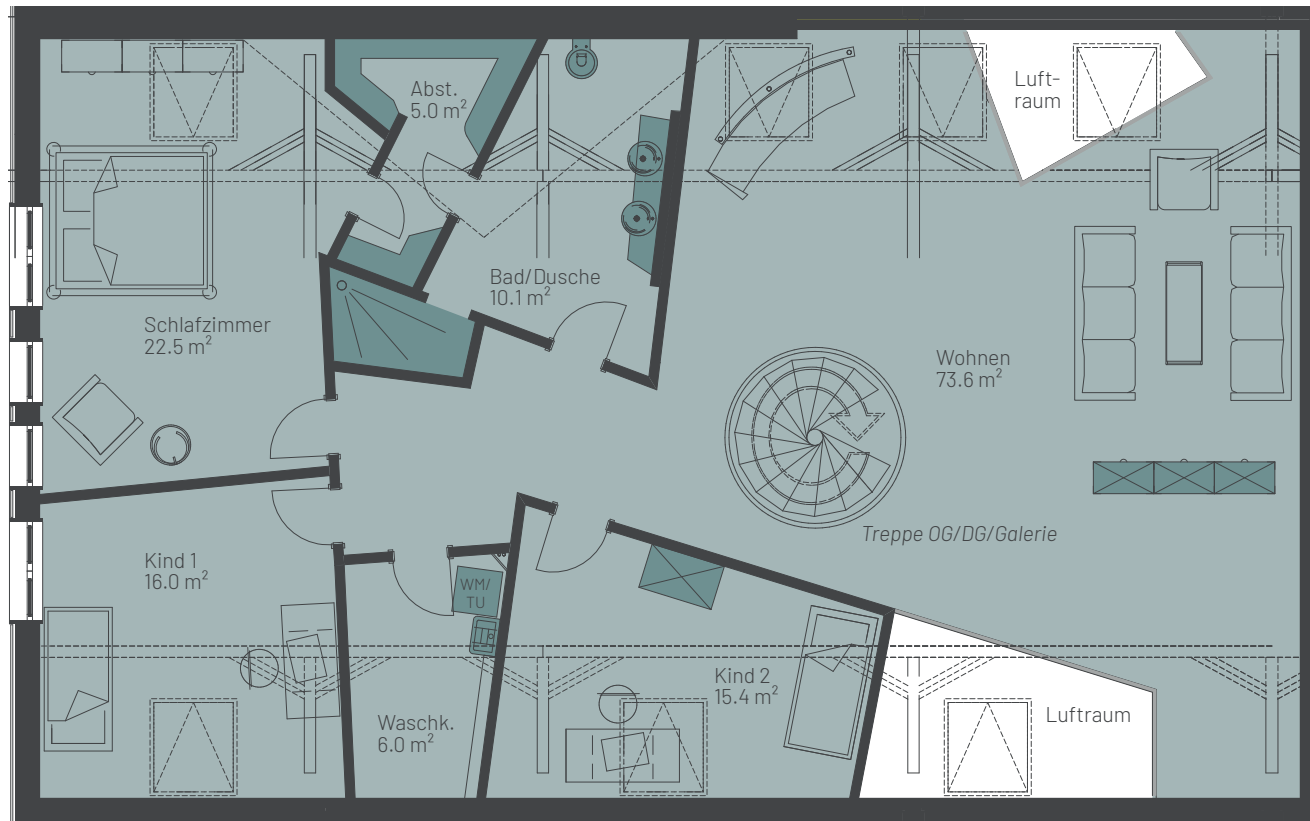 Abst.
5.0 m²
Luft-
raum
Bad/Dusche
10.1 m²
Schlafzimmer
22.5 m²
Wohnen
73.6 m²
Treppe OG/DG/Galerie
Kind 1
16.0 m²
WM/
TU
Kind 2
15.4 m²
Waschk.
6.0 m²
Luftraum